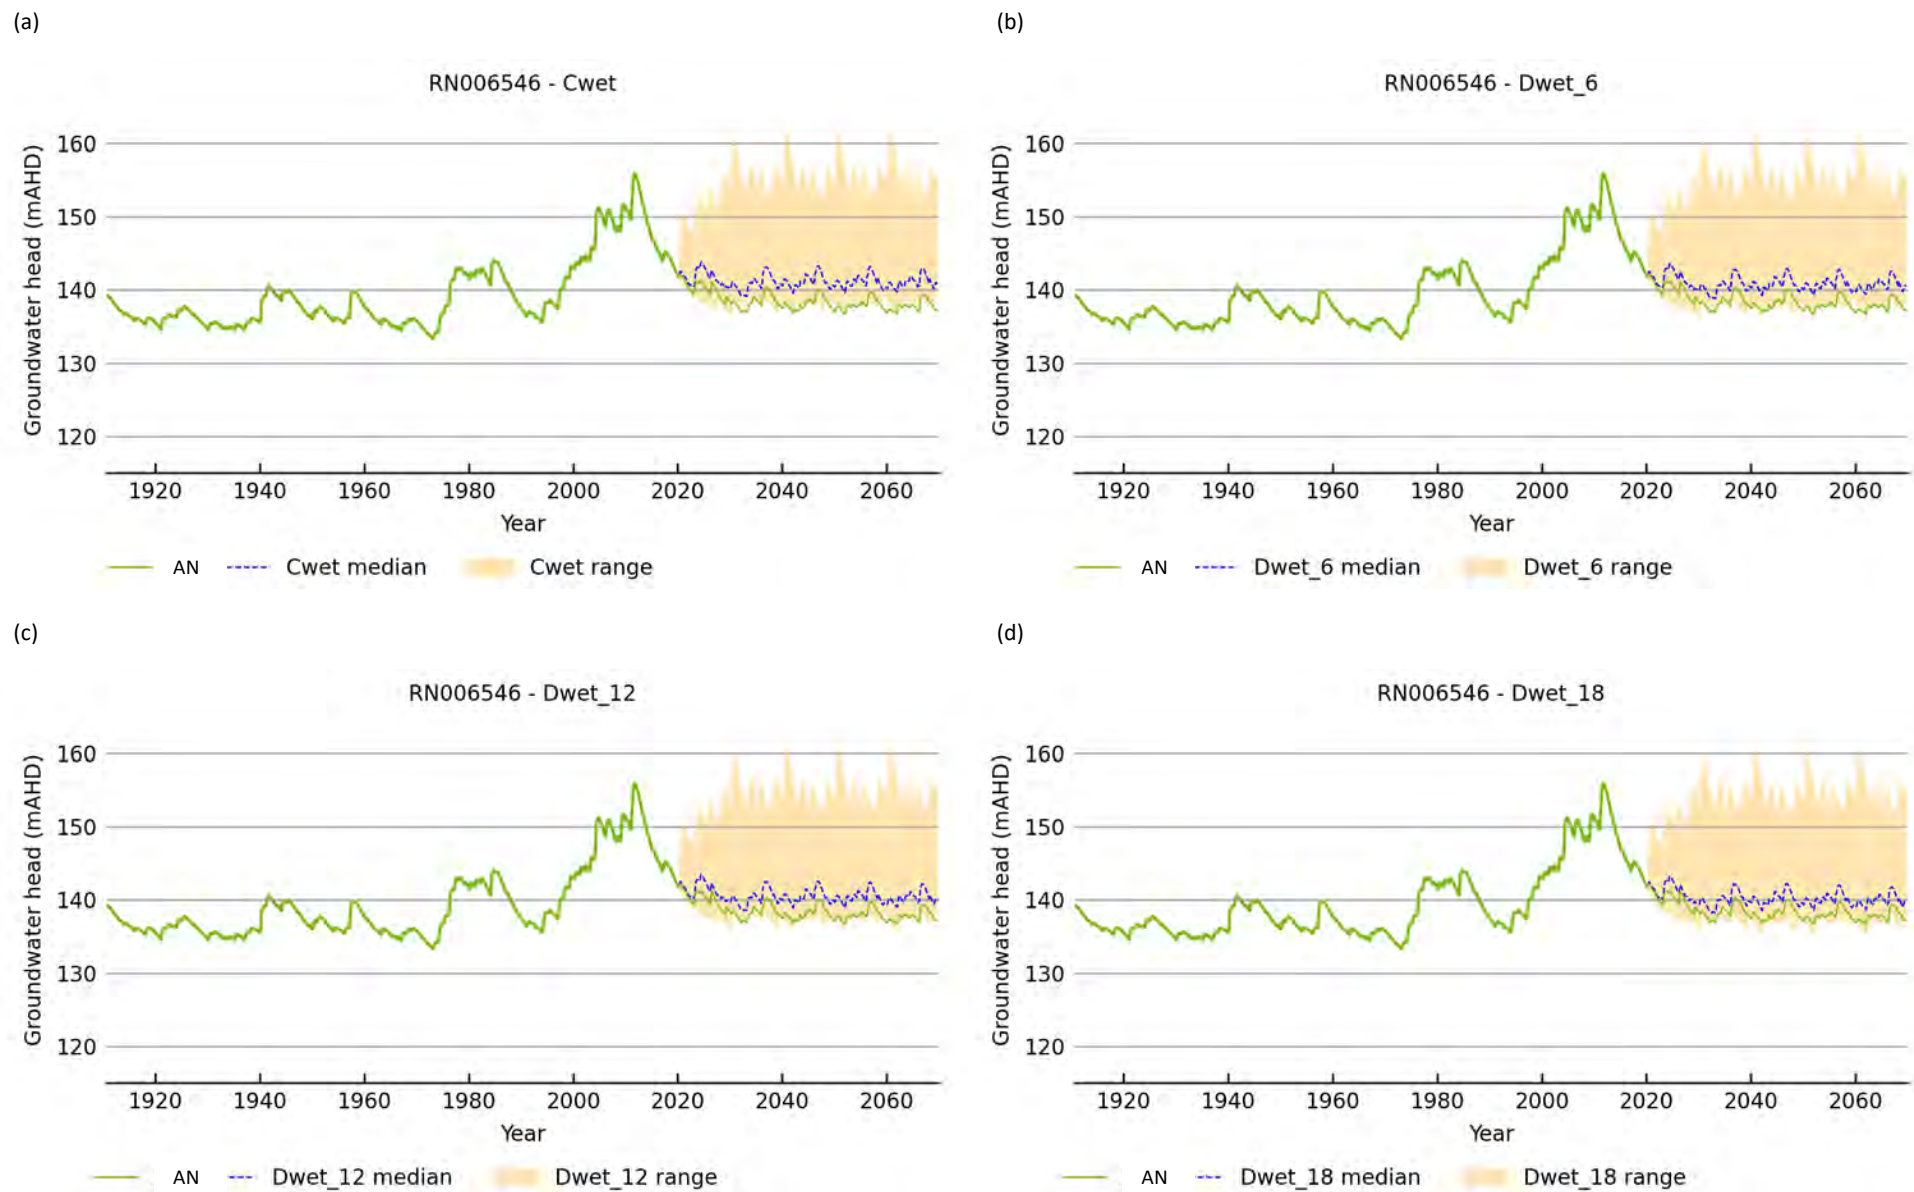 (a)
RN006546 - Cwet
Groundwater head (mAHD)
160
150
140
130
120
1920 1940 1960 1980 2000 2020 2040 2060
Year
AN Cwet median Cwet range
(b)
RN006546 - Dwet_6
Groundwater head (mAHD)
160
150
140
130
120
1920 1940 1960 1980 2000 2020 2040 2060
Year
AN Dwet_6 median Dwet_6 range
(c)
RN006546 - Dwet_12
Groundwater head (mAHD)
160
150
140
130
120
1920 1940 1960 1980 2000 2020 2040 2060
Year
AN Dwet_12 median Dwet_12 range
(d)
RN006546 - Dwet_18
Groundwater head (mAHD)
160
150
140
130
120
1920 1940 1960 1980 2000 2020 2040 2060
Year
AN Dwet_18 median Dwet_18 range